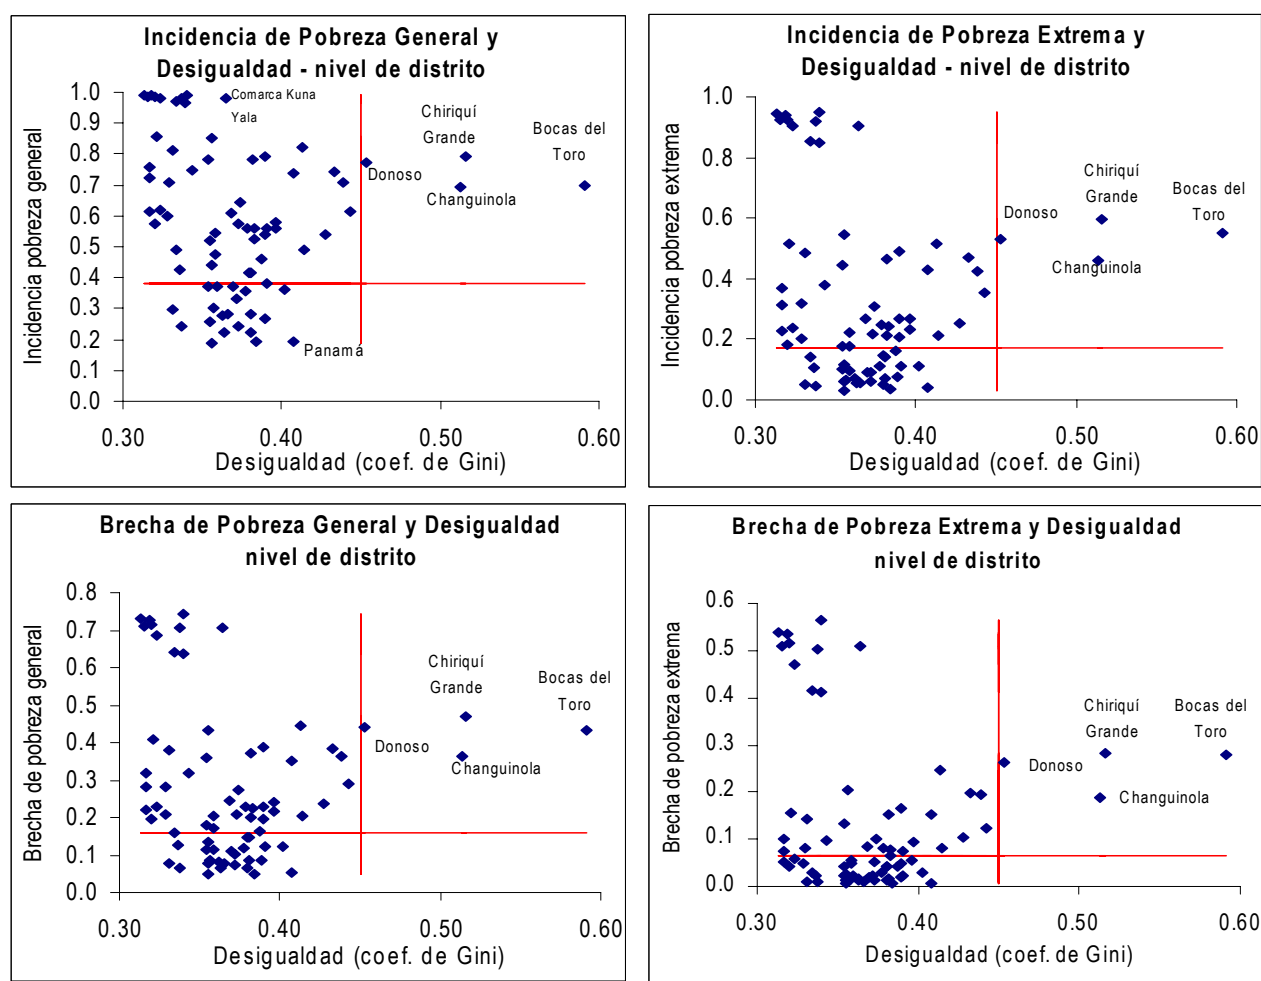 Incidencia de Pobreza General y
Desigualdad - nivel de distrito
Incidencia pobreza general
1.0
0.9
0.8
0.7
0.6
0.5
0.4
0.3
0.2
0.1
0.0
Comarca Kuna
Yala
Chiriquí
Grande
Bocas del
Toro
Donoso
Changuinola
Panamá
0.30 0.40 0.50 0.60
Desigualdad (coef. de Gini)
Incidencia de Pobreza Extrema y
Desigualdad - nivel de distrito
Incidencia pobreza extrema
1.0
0.8
0.6
0.4
0.2
0.0
Chiriquí
Grande
Bocas del
Toro
Donoso
Changuinola
0.30 0.40 0.50 0.60
Desigualdad (coef. de Gini)
Brecha de Pobreza General y Desigualdad
nivel de distrito
Brecha de pobreza general
0.8
0.7
0.6
0.5
0.4
0.3
0.2
0.1
0.0
Chiriquí
Grande
Bocas del
Toro
Donoso
Changuinola
0.30 0.40 0.50 0.60
Desigualdad (coef. de Gini)
Brecha de Pobreza Extrema y Desigualdad
nivel de distrito
Brecha de pobreza extrema
0.6
0.5
0.4
0.3
0.2
0.1
0.0
Chiriquí
Grande
Bocas del
Toro
Donoso
Changuinola
0.30 0.40 0.50 0.60
Desigualdad (coef. de Gini)